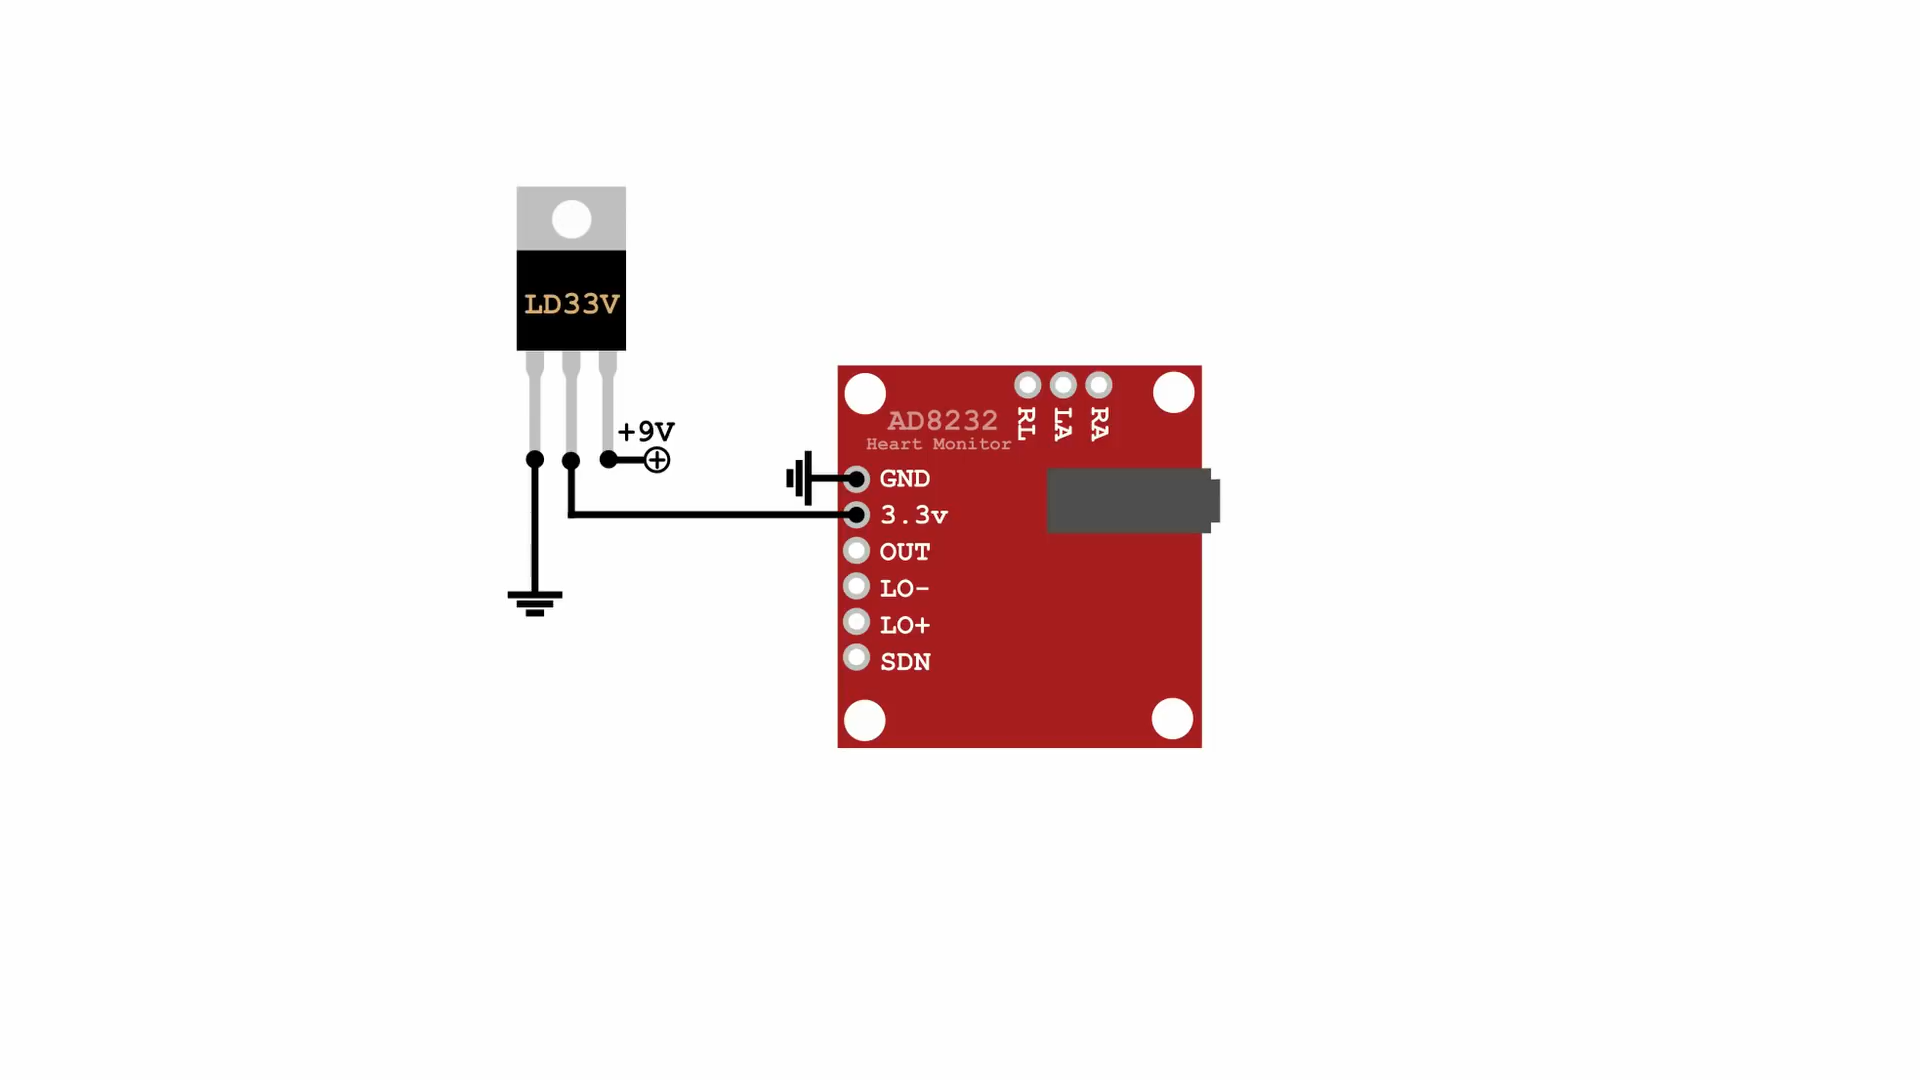 LD33V
+9V
AD8232
Heart Monitor
RL
LA
RA
GND
3.3v
OUT
LO-
LO+
SDN